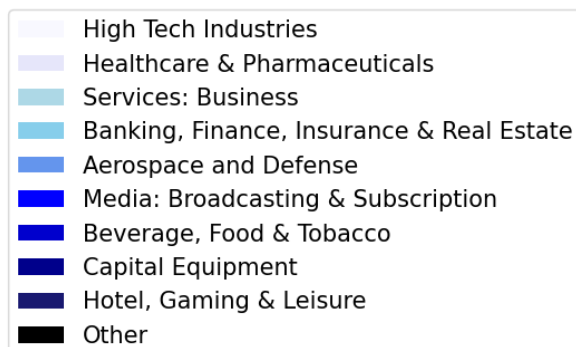 High Tech Industries
Healthcare & Pharmaceuticals
Services: Business
Banking, Finance, Insurance & Real Estate
Aerospace and Defense
Media: Broadcasting & Subscription
Beverage, Food & Tobacco
Capital Equipment
Hotel, Gaming & Leisure
Other